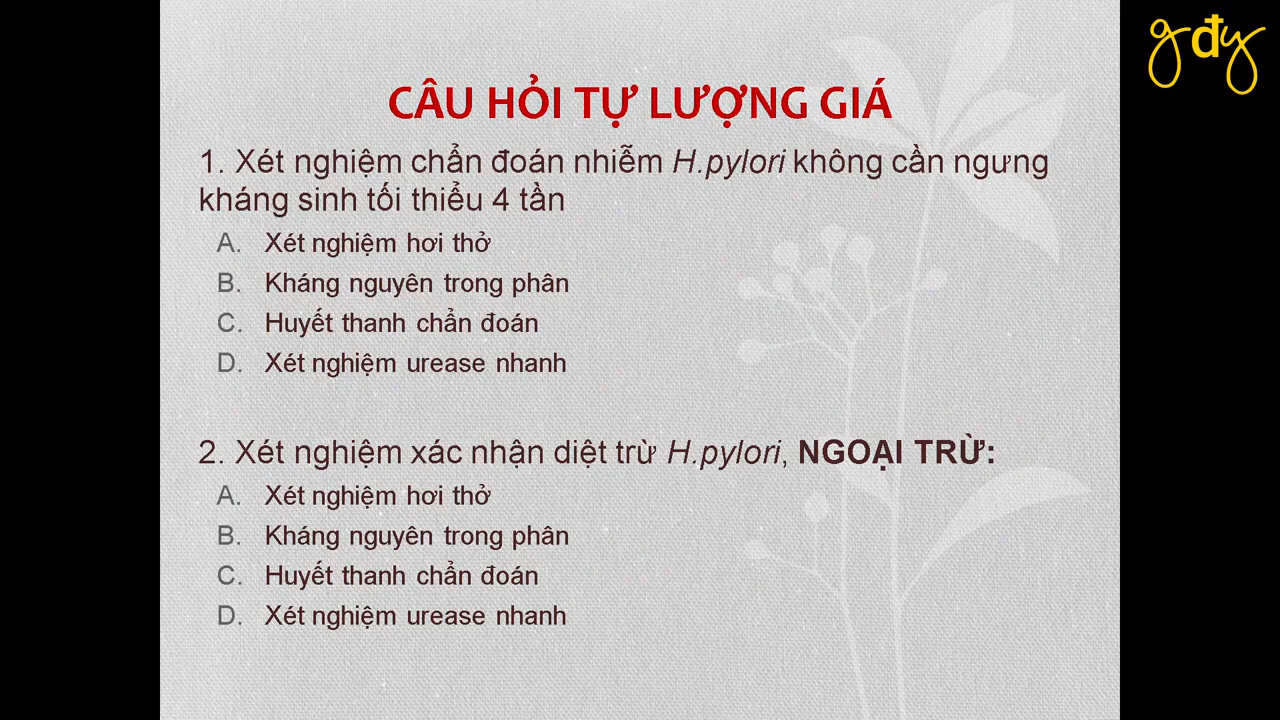 gđy
CÂU HỎI TỰ LƯỢNG GIÁ
1. Xét nghiệm chẩn đoán nhiễm H.pylori không cần ngưng
kháng sinh tối thiểu 4 tần
A. Xét nghiệm hơi thở
B. Kháng nguyên trong phân
C. Huyết thanh chẩn đoán
D. Xét nghiệm urease nhanh
2. Xét nghiệm xác nhận diệt trừ H.pylori, NGOẠI TRỪ:
A. Xét nghiệm hơi thở
B. Kháng nguyên trong phân
C. Huyết thanh chẩn đoán
D. Xét nghiệm urease nhanh